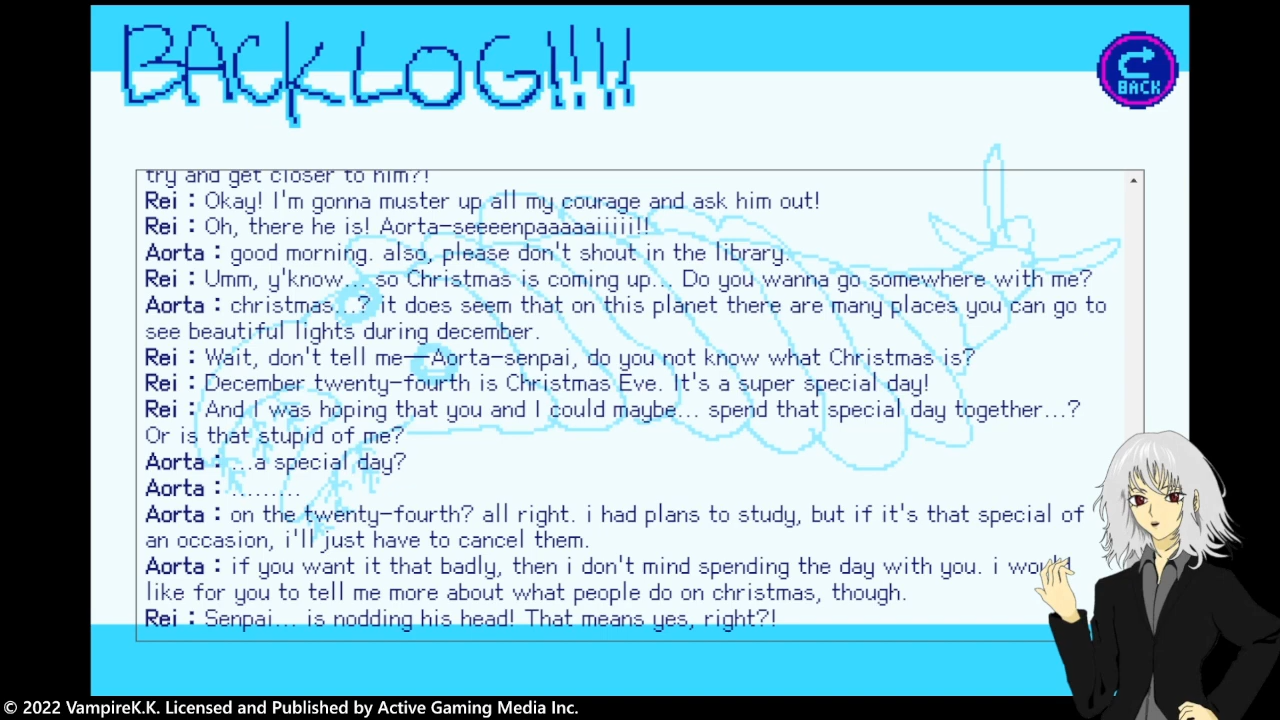 BACKLOG!!!
BACK
try and get closer to him?!
Rei : Okay! I'm gonna muster up all my courage and ask him out!
Rei : Oh, there he is! Aorta-seeeenpaaaaaiiiii!!
Aorta : good morning. also, please don't shout in the library.
Rei : Umm, y'know... so Christmas is coming up... Do you wanna go somewhere with me?
Aorta : christmas...? it does seem that on this planet there are many places you can go to
see beautiful lights during december.
Rei : Wait, don't tell me—Aorta-senpai, do you not know what Christmas is?
Rei : December twenty-fourth is Christmas Eve. It's a super special day!
Rei : And I was hoping that you and I could maybe... spend that special day together...?
Or is that stupid of me?
Aorta : ...a special day?
Aorta : .........
Aorta : on the twenty-fourth? all right. i had plans to study, but if it's that special of
an occasion, i'll just have to cancel them.
Aorta : if you want it that badly, then i don't mind spending the day with you. i would
like for you to tell me more about what people do on christmas, though.
Rei : Senpai... is nodding his head! That means yes, right?!
© 2022 VampireK.K. Licensed and Published by Active Gaming Media Inc.